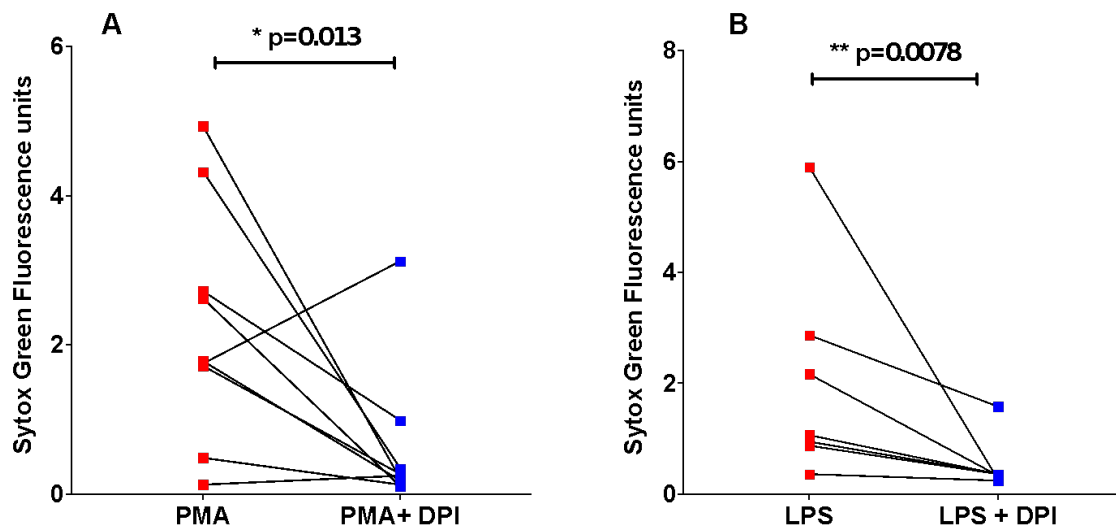 A
* p=0.013
Sytox Green Fluorescence units
6
4
2
0
PMA
PMA+ DPI
B
** p=0.0078
Sytox Green Fluorescence units
8
6
4
2
0
LPS
LPS + DPI